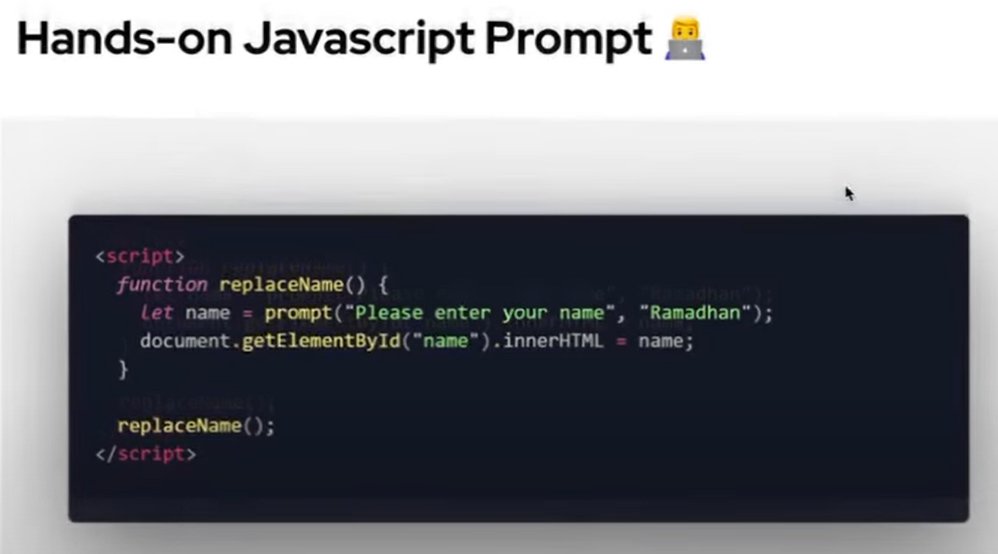 Hands-on Javascript Prompt 👨‍💻
<script>
  function replaceName() {
    let name = prompt("Please enter your name", "Ramadhan");
    document.getElementById("name").innerHTML = name;
  }
  replaceName();
</script>